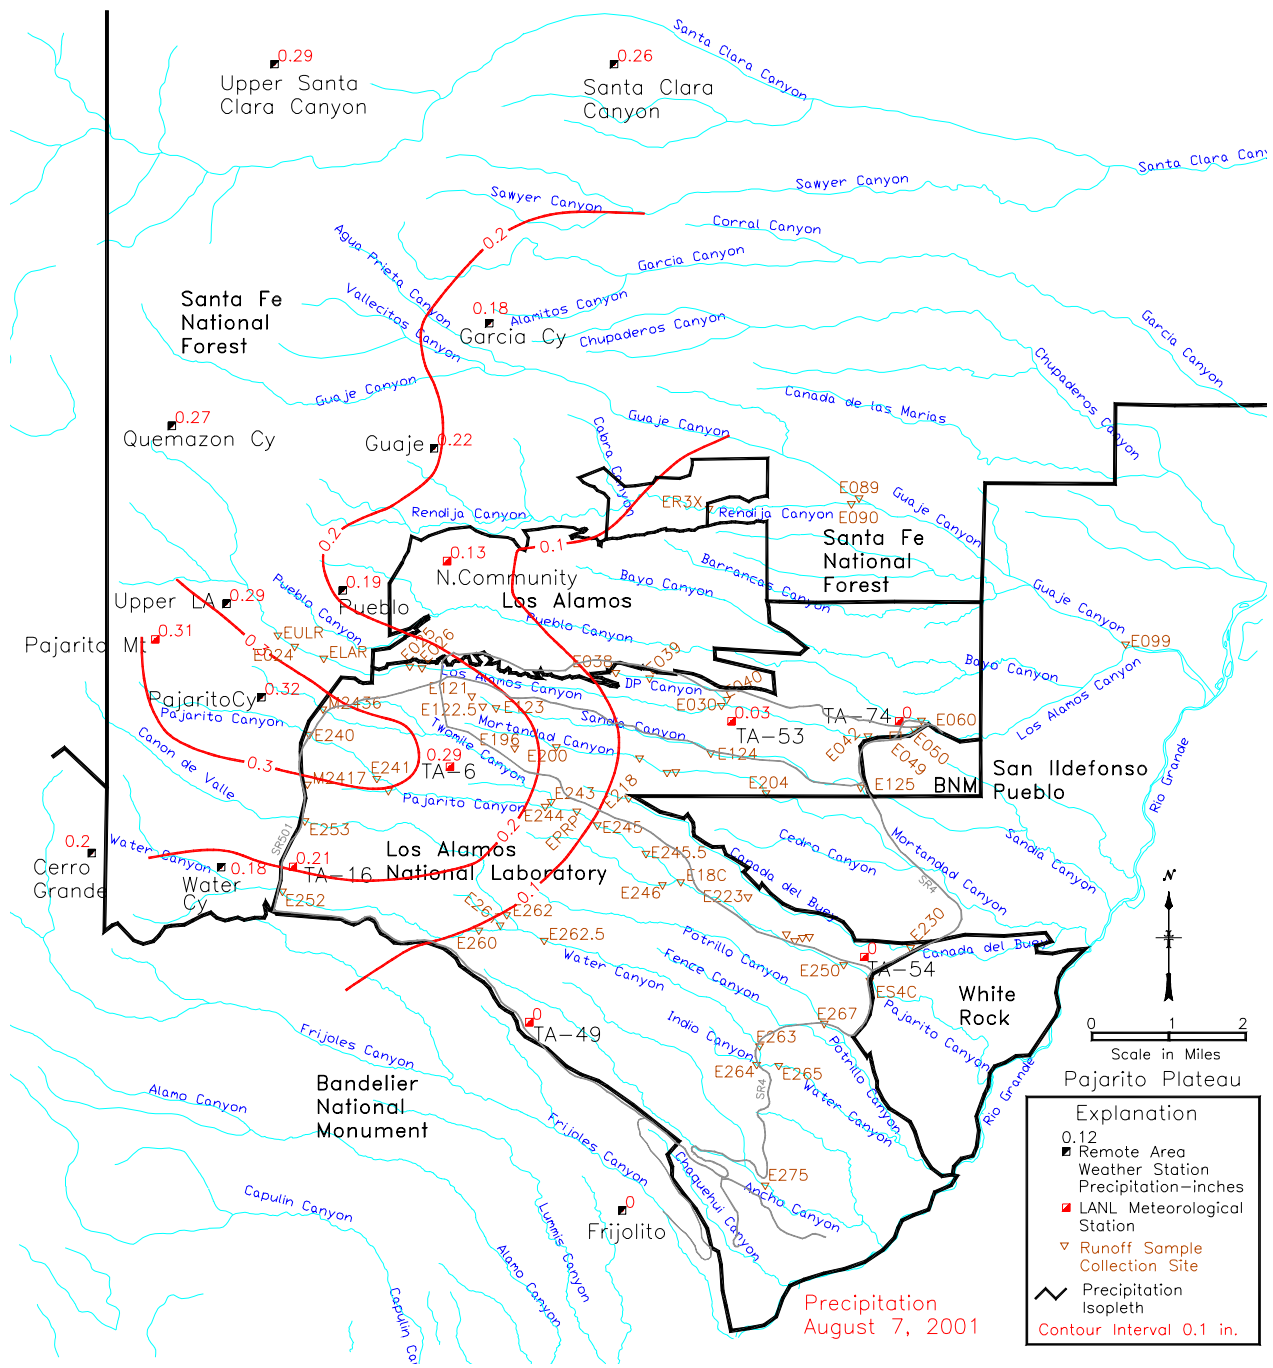 Santa Clara Canyon
0.29
Upper Santa
Clara Canyon
0.26
Santa Clara
Canyon
Santa Clara Cany
Sawyer Canyon
Sawyer Canyon
0.2
Corral Canyon
Agua Prieta Canyon
Garcia Canyon
Vallecitos Canyon
Santa Fe
National
Forest
0.18
Garcia Cy
Alamitos Canyon
Chupaderos Canyon
Garcia Canyon
Chupaderos Canyon
Guaje Canyon
Canada de las Marias
0.27
Quemazon Cy
Guaje
0.22
Cabra Canyon
Guaje Canyon
ER3X
Rendija Canyon
Rendija Canyon
E089
E090
Guaje Canyon
Santa Fe
National
Forest
0.2
0.13
N.Community
0.1
Los Alamos
Bayo Canyon
Barrancas Canyon
Pueblo Canyon
0.19
Pueblo
Pueblo Canyon
Upper LA
0.29
Pajarito Mt
0.31
EULR
E024
ELAR
E025
E026
Guaje Canyon
E099
Bayo Canyon
Los Alamos Canyon
E038
E039
DP Canyon
E040
E030
PajaritoCy
0.32
Pajarito Canyon
M2436
E240
Los Alamos Canyon
E121
E122.5
E123
Sandia Canyon
Mortandad Canyon
Twomile Canyon
E196
E200
0.03
TA-53
TA-74
0
E060
E050
E049
E042
E124
E204
E125
BNM
San Ildefonso
Pueblo
Rio Grande
Canon de Valle
0.3
M2417
E241
0.29
TA-6
Pajarito Canyon
E243
E244
EPRP
E218
E245
E253
SR501
0.2
Cerro
Grande
Water Canyon
0.18
Water
Cy
0.21
TA-16
Los Alamos
National Laboratory
0.2
0.1
E252
E245.5
E18C
E246
E223
Cedro Canyon
Canada del Buey
Mortandad Canyon
SR4
Sandia Canyon
E262
E260
E262.5
E230
Canada del Buey
Potrillo Canyon
Fence Canyon
Water Canyon
E250
0
TA-54
ES4C
White
Rock
Pajarito Canyon
0
TA-49
Indio Canyon
E267
E263
E264
E265
Potrillo Canyon
Water Canyon
SR4
Rio Grande
Frijoles Canyon
Alamo Canyon
Bandelier
National
Monument
Frijoles Canyon
Chaquehui Canyon
E275
Ancho Canyon
0
Frijolito
Capulin Canyon
Lummis Canyon
Alamo Canyon
Capulin Ca
N
0 1 2
Scale in Miles
Pajarito Plateau
Explanation
0.12
Remote Area
Weather Station
Precipitation-inches
LANL Meteorological
Station
Runoff Sample
Collection Site
Precipitation
Isopleth
Contour Interval 0.1 in.
Precipitation
August 7, 2001